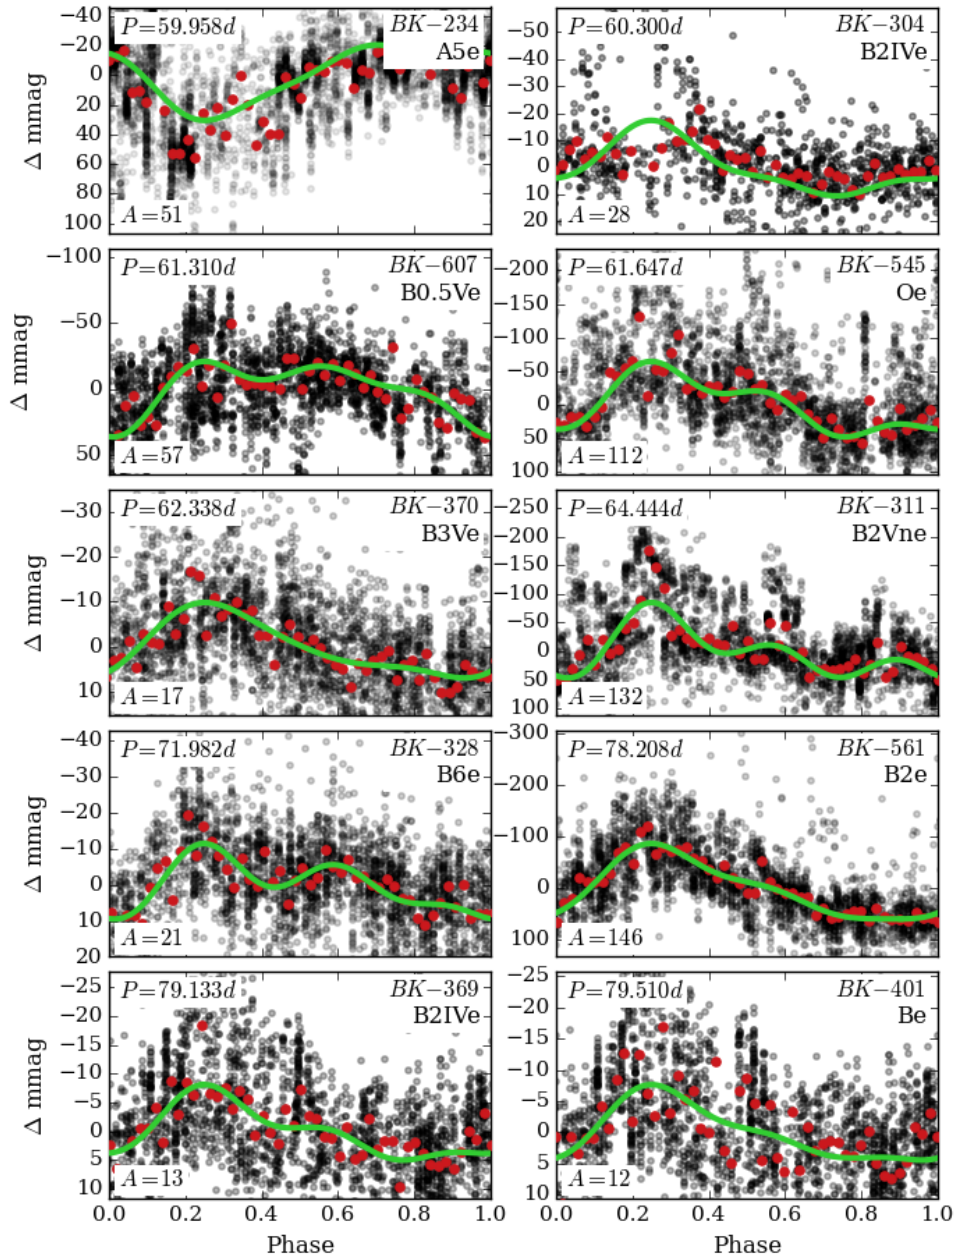 P=59.958d BK−234
A5e
−40
−20
0
20
40
60
80
100
Δ mmag
A=51
P=60.300d BK−304
B2IVe
−50
−40
−30
−20
−10
0
10
20
A=28
P=61.310d BK−607
B0.5Ve
−100
−50
0
50
Δ mmag
A=57
P=61.647d BK−545
Oe
−200
−150
−100
−50
0
50
100
A=112
P=62.338d BK−370
B3Ve
−30
−20
−10
0
10
Δ mmag
A=17
P=64.444d BK−311
B2Vne
−250
−200
−150
−100
−50
0
50
100
A=132
P=71.982d BK−328
B6e
−40
−30
−20
−10
0
10
20
Δ mmag
A=21
P=78.208d BK−561
B2e
−300
−200
−100
0
100
A=146
P=79.133d BK−369
B2IVe
−25
−20
−15
−10
−5
0
5
10
Δ mmag
A=13
P=79.510d BK−401
Be
−25
−20
−15
−10
−5
0
5
10
A=12
0.0 0.2 0.4 0.6 0.8 1.0
Phase
0.0 0.2 0.4 0.6 0.8 1.0
Phase